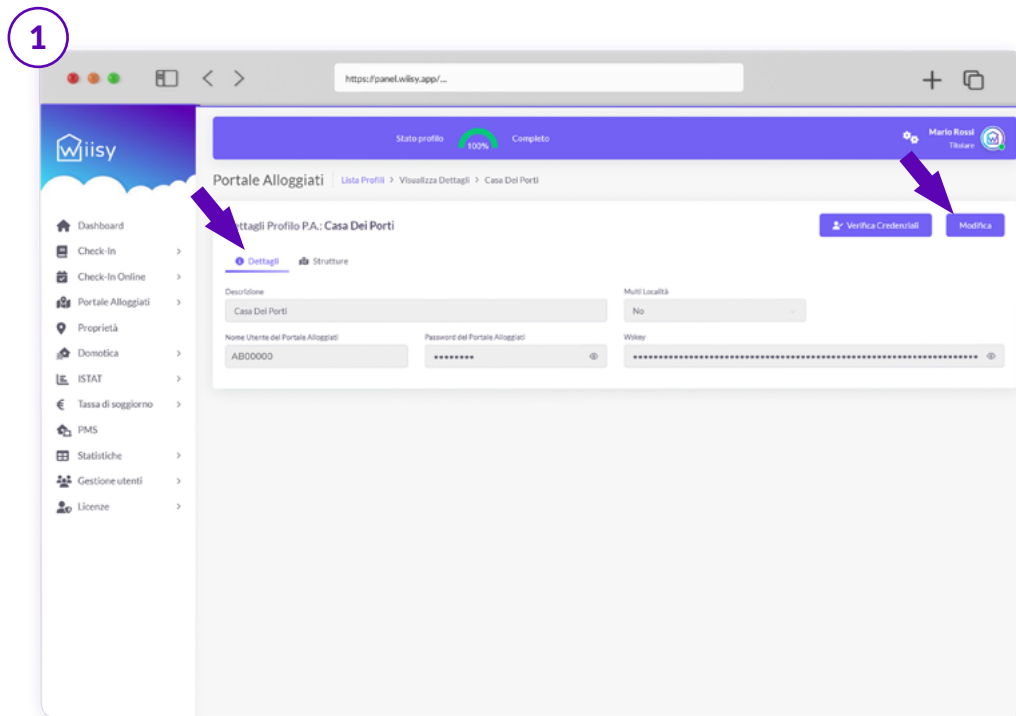 1
https://panel.wiisy.app/...
wiisy
Stato profilo 100% Completo
Mario Rossi
Titolare
Portale Alloggiati Lista Profili > Visualizza Dettagli > Casa Dei Porti
Dettagli Profilo P.A.: Casa Dei Porti
Verifica Credenziali
Modifica
Dettagli Strutture
Descrizione Multi Località
Casa Dei Porti No
Nome Utente del Portale Alloggiati Password del Portale Alloggiati Wskey
AB00000 •••••••• 
Dashboard
Check-In
Check-In Online
Portale Alloggiati
Proprietà
Domotica
ISTAT
Tassa di soggiorno
PMS
Statistiche
Gestione utenti
Licenze